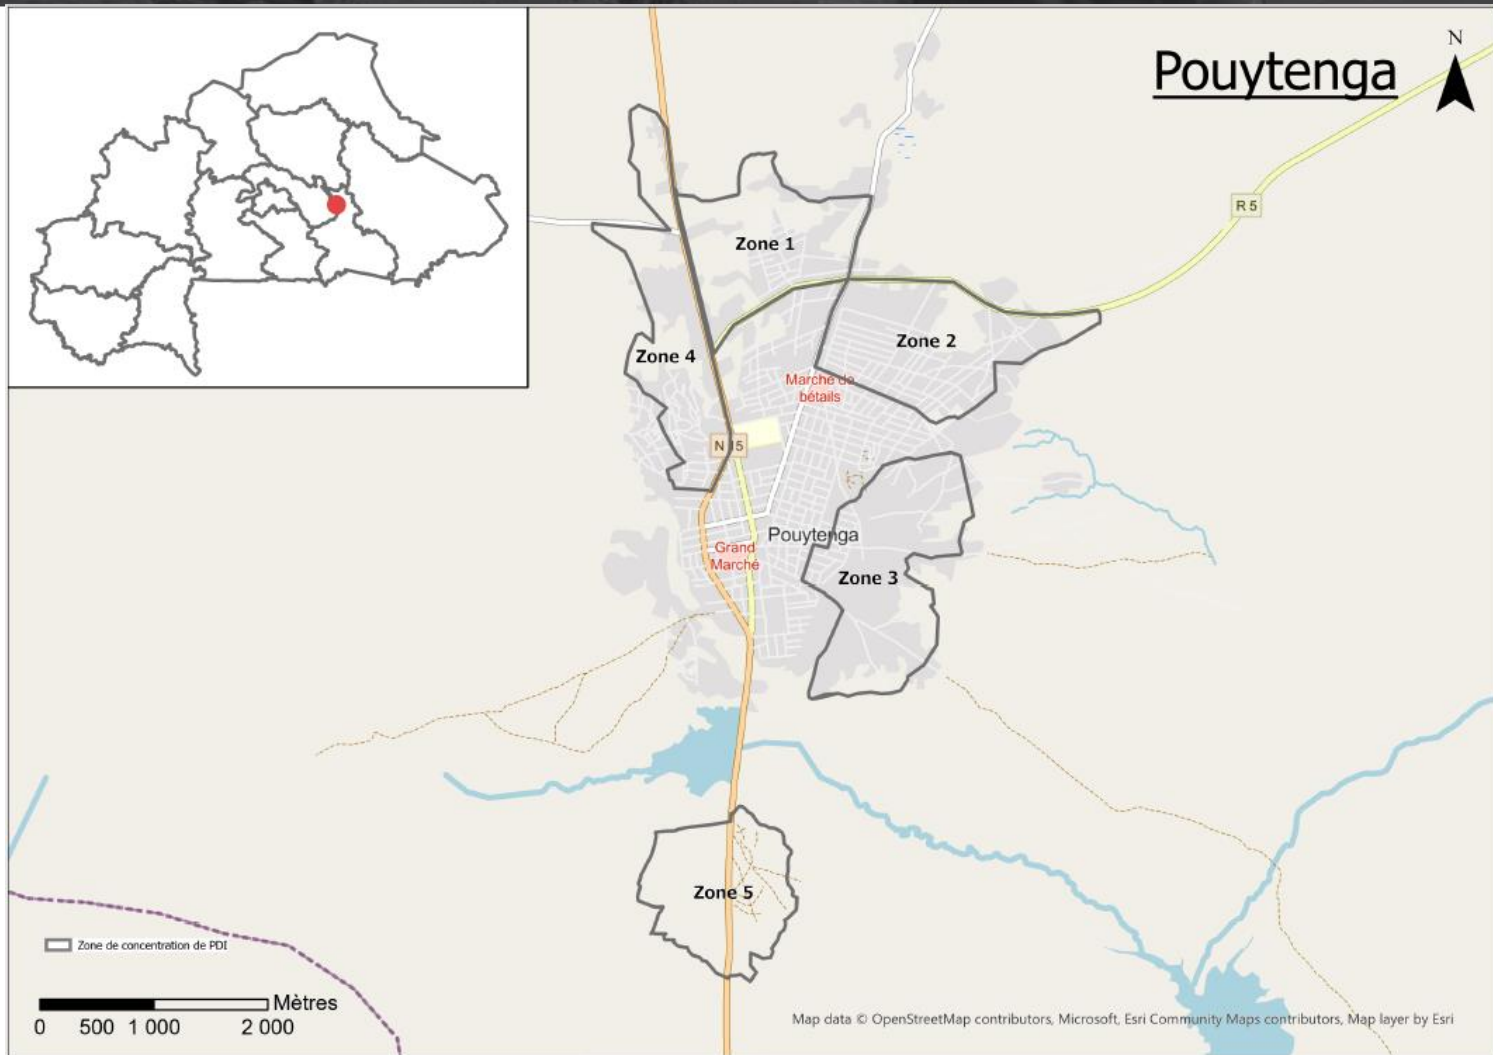 Pouytenga
N
R 5
Zone 1
Zone 2
Zone 4
Marché de
bétails
N 15
Pouytenga
Grand
Marché
Zone 3
Zone 5
Zone de concentration de PDI
Mètres
0 500 1 000 2 000
Map data © OpenStreetMap contributors, Microsoft, Esri Community Maps contributors, Map layer by Esri